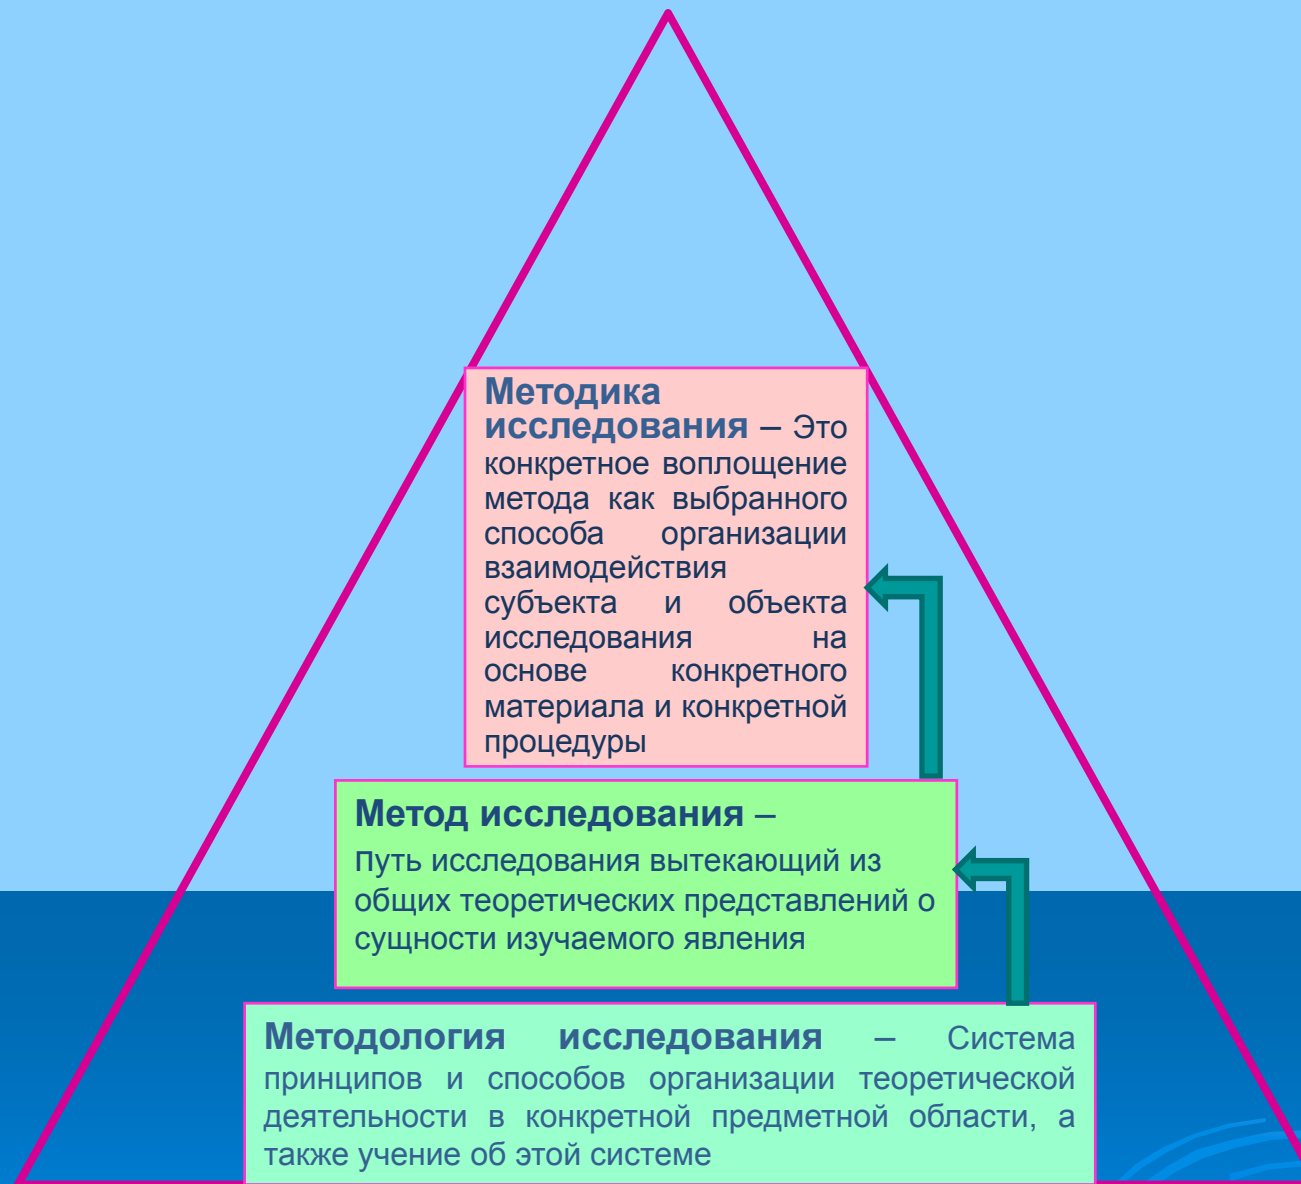 Методика
исследования – Это
конкретное воплощение
метода как выбранного
способа организации
взаимодействия
субъекта и объекта
исследования на
основе конкретного
материала и конкретной
процедуры
Метод исследования –
путь исследования вытекающий из
общих теоретических представлений о
сущности изучаемого явления
Методология исследования – Система
принципов и способов организации теоретической
деятельности в конкретной предметной области, а
также учение об этой системе